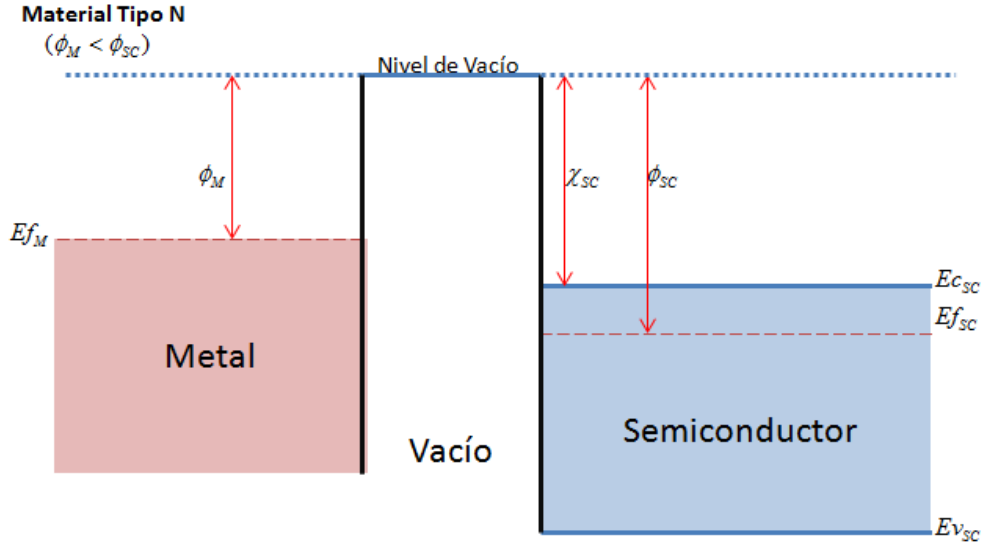 Material Tipo N
(ϕM < ϕSC)
Nivel de Vacío
ϕM
χSC
ϕSC
EfM
EcSC
EfSC
Metal
Semiconductor
Vacío
EvSC